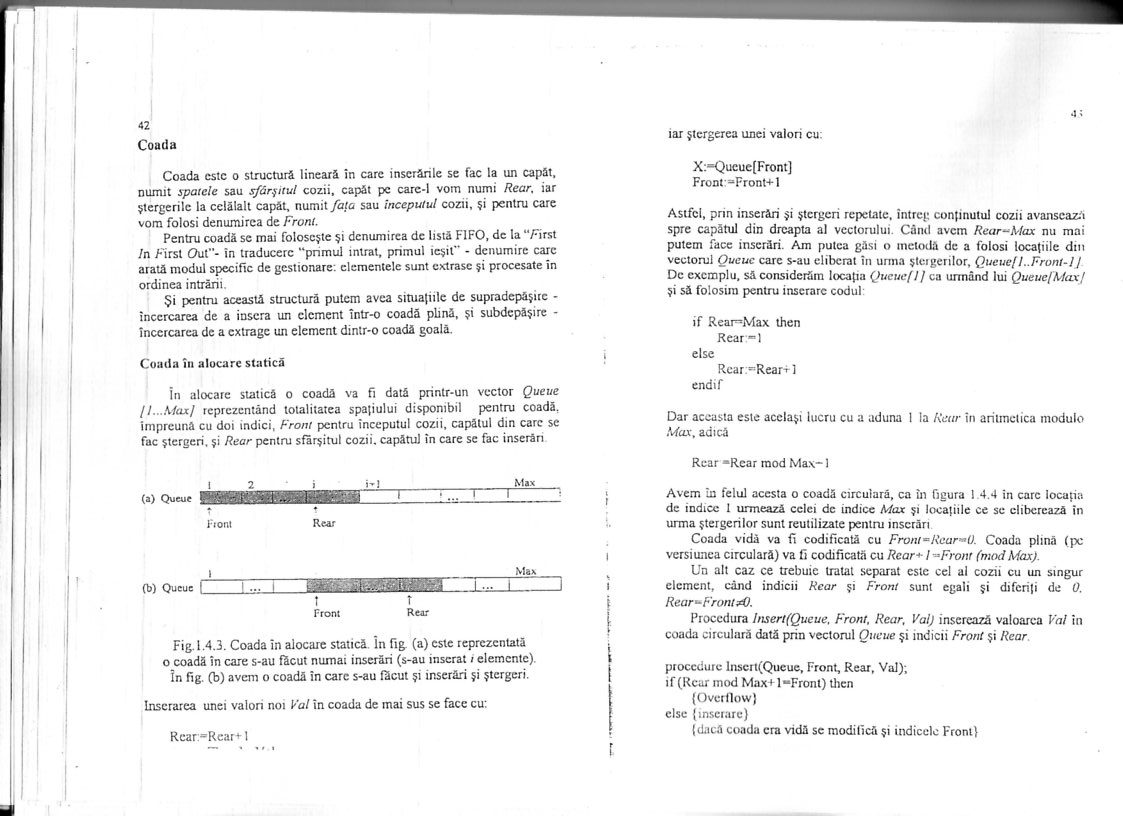 42
Coada
Coada este o structură lineară în care inserările se fac la un capăt,
numit spatele sau sfârşitul cozii, capăt pe care-l vom numi Rear, iar
ştergerile la celălalt capăt, numit faţa sau începutul cozii, şi pentru care
vom folosi denumirea de Front.
Pentru coadă se mai foloseşte şi denumirea de listă FIFO, de la “First
In First Out”- în traducere “primul intrat, primul ieşit” - denumire care
arată modul specific de gestionare: elementele sunt extrase şi procesate în
ordinea intrării.
Şi pentru această structură putem avea situaţiile de supradepăşire -
încercarea de a insera un element într-o coadă plină, şi subdepăşire -
încercarea de a extrage un element dintr-o coadă goală.
Coada în alocare statică
În alocare statică o coadă va fi dată printr-un vector Queue
[1...Max] reprezentând totalitatea spaţiului disponibil pentru coadă,
împreună cu doi indici, Front pentru începutul cozii, capătul din care se
fac ştergeri, şi Rear pentru sfârşitul cozii, capătul în care se fac inserări.
1 2 i i+1 Max
(a) Queue ...
↑ ↑
Front Rear
1 Max
(b) Queue ... ...
↑ ↑
Front Rear
Fig.1.4.3. Coada în alocare statică. În fig. (a) este reprezentată
o coadă în care s-au făcut numai inserări (s-au inserat i elemente).
În fig. (b) avem o coadă în care s-au făcut şi inserări şi ştergeri.
Inserarea unei valori noi Val în coada de mai sus se face cu:
Rear:=Rear+1
43
iar ştergerea unei valori cu:
X:=Queue[Front]
Front:=Front+1
Astfel, prin inserări şi ştergeri repetate, întreg conţinutul cozii avansează
spre capătul din dreapta al vectorului. Când avem Rear=Max nu mai
putem face inserări. Am putea găsi o metodă de a folosi locaţiile din
vectorul Queue care s-au eliberat în urma ştergerilor, Queue[1..Front-1].
De exemplu, să considerăm locaţia Queue[1] ca urmând lui Queue[Max]
şi să folosim pentru inserare codul:
if Rear=Max then
Rear:=1
else
Rear:=Rear+1
endif
Dar aceasta este acelaşi lucru cu a aduna 1 la Rear în aritmetica modulo
Max, adică
Rear:=Rear mod Max+1
Avem în felul acesta o coadă circulară, ca în figura 1.4.4 în care locaţia
de indice 1 urmează celei de indice Max şi locaţiile ce se eliberează în
urma ştergerilor sunt reutilizate pentru inserări.
Coada vidă va fi codificată cu Front=Rear=0. Coada plină (pe
versiunea circulară) va fi codificată cu Rear+1=Front (mod Max).
Un alt caz ce trebuie tratat separat este cel al cozii cu un singur
element, când indicii Rear şi Front sunt egali şi diferiţi de 0,
Rear=Front≠0.
Procedura Insert(Queue, Front, Rear, Val) inserează valoarea Val în
coada circulară dată prin vectorul Queue şi indicii Front şi Rear.
procedure Insert(Queue, Front, Rear, Val);
if (Rear mod Max+1=Front) then
{Overflow}
else {inserare}
{dacă coada era vidă se modifică şi indicele Front}